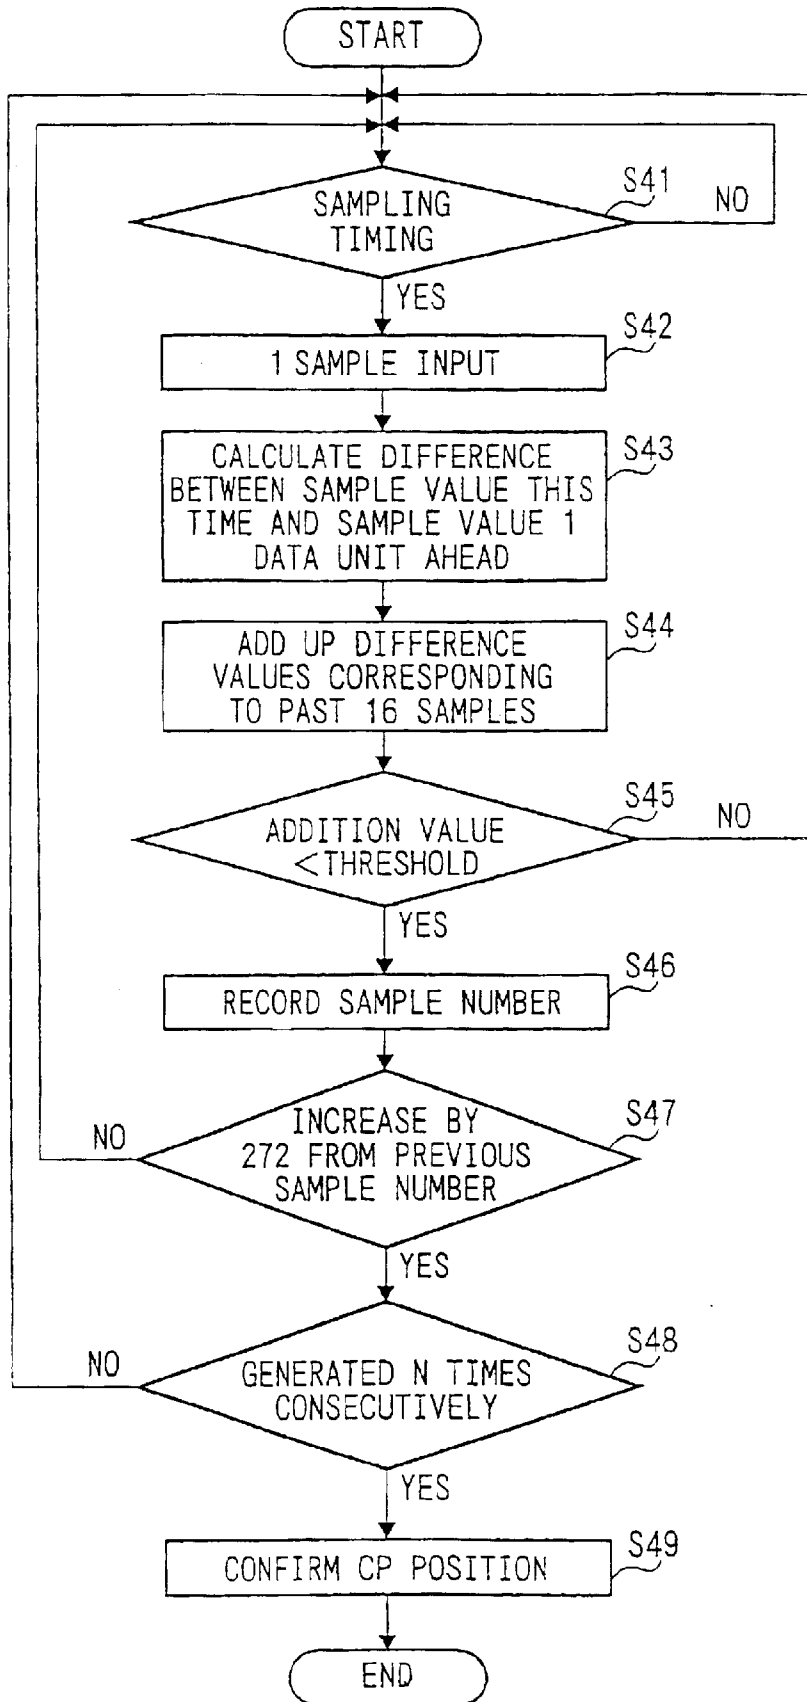 START
SAMPLING
TIMING
S41
NO
YES
1 SAMPLE INPUT
S42
CALCULATE DIFFERENCE
BETWEEN SAMPLE VALUE THIS
TIME AND SAMPLE VALUE 1
DATA UNIT AHEAD
S43
ADD UP DIFFERENCE
VALUES CORRESPONDING
TO PAST 16 SAMPLES
S44
ADDITION VALUE
<THRESHOLD
S45
NO
YES
RECORD SAMPLE NUMBER
S46
INCREASE BY
272 FROM PREVIOUS
SAMPLE NUMBER
S47
NO
YES
GENERATED N TIMES
CONSECUTIVELY
S48
NO
YES
CONFIRM CP POSITION
S49
END